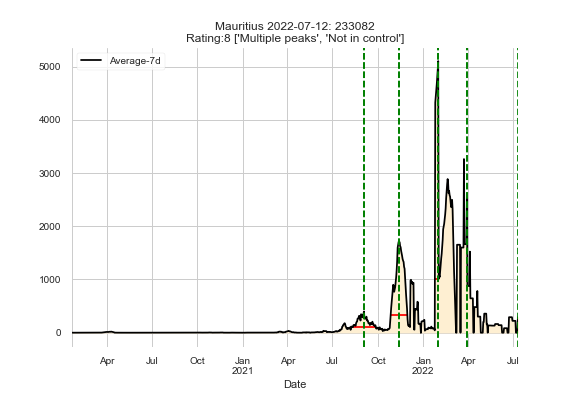 Mauritius 2022-07-12: 233082
Rating:8 ['Multiple peaks', 'Not in control']
Average-7d
5000
4000
3000
2000
1000
0
Apr Jul Oct Jan Apr Jul Oct Jan Apr Jul
2021 2022
Date